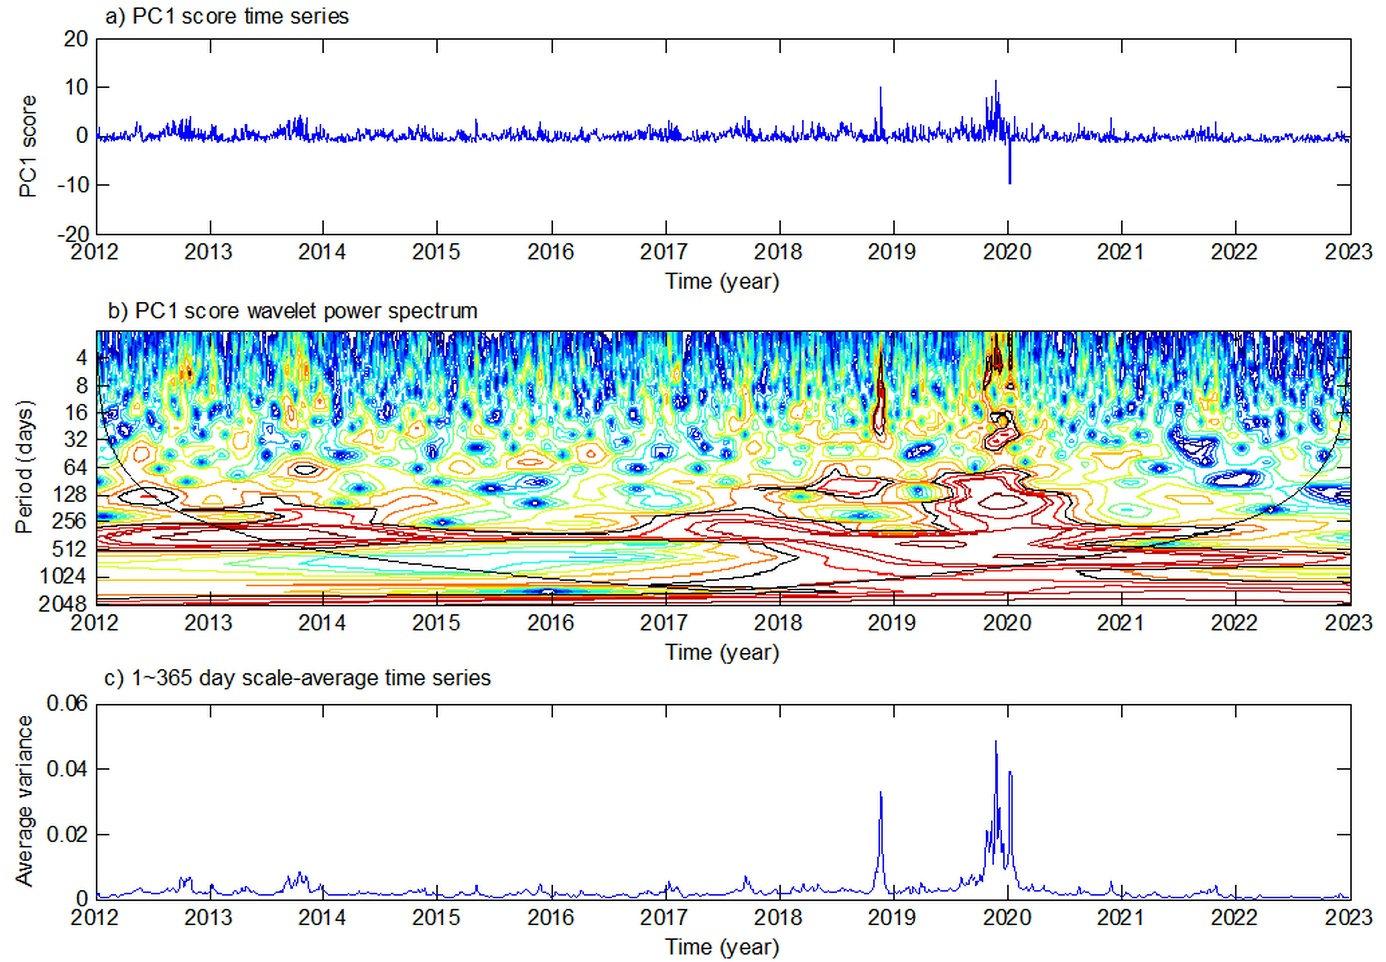 a) PC1 score time series
20
10
0
-10
-20
PC1 score
2012 2013 2014 2015 2016 2017 2018 2019 2020 2021 2022 2023
Time (year)
b) PC1 score wavelet power spectrum
4
8
16
32
64
128
256
512
1024
2048
Period (days)
2012 2013 2014 2015 2016 2017 2018 2019 2020 2021 2022 2023
Time (year)
c) 1~365 day scale-average time series
0.06
0.04
0.02
0
Average variance
2012 2013 2014 2015 2016 2017 2018 2019 2020 2021 2022 2023
Time (year)